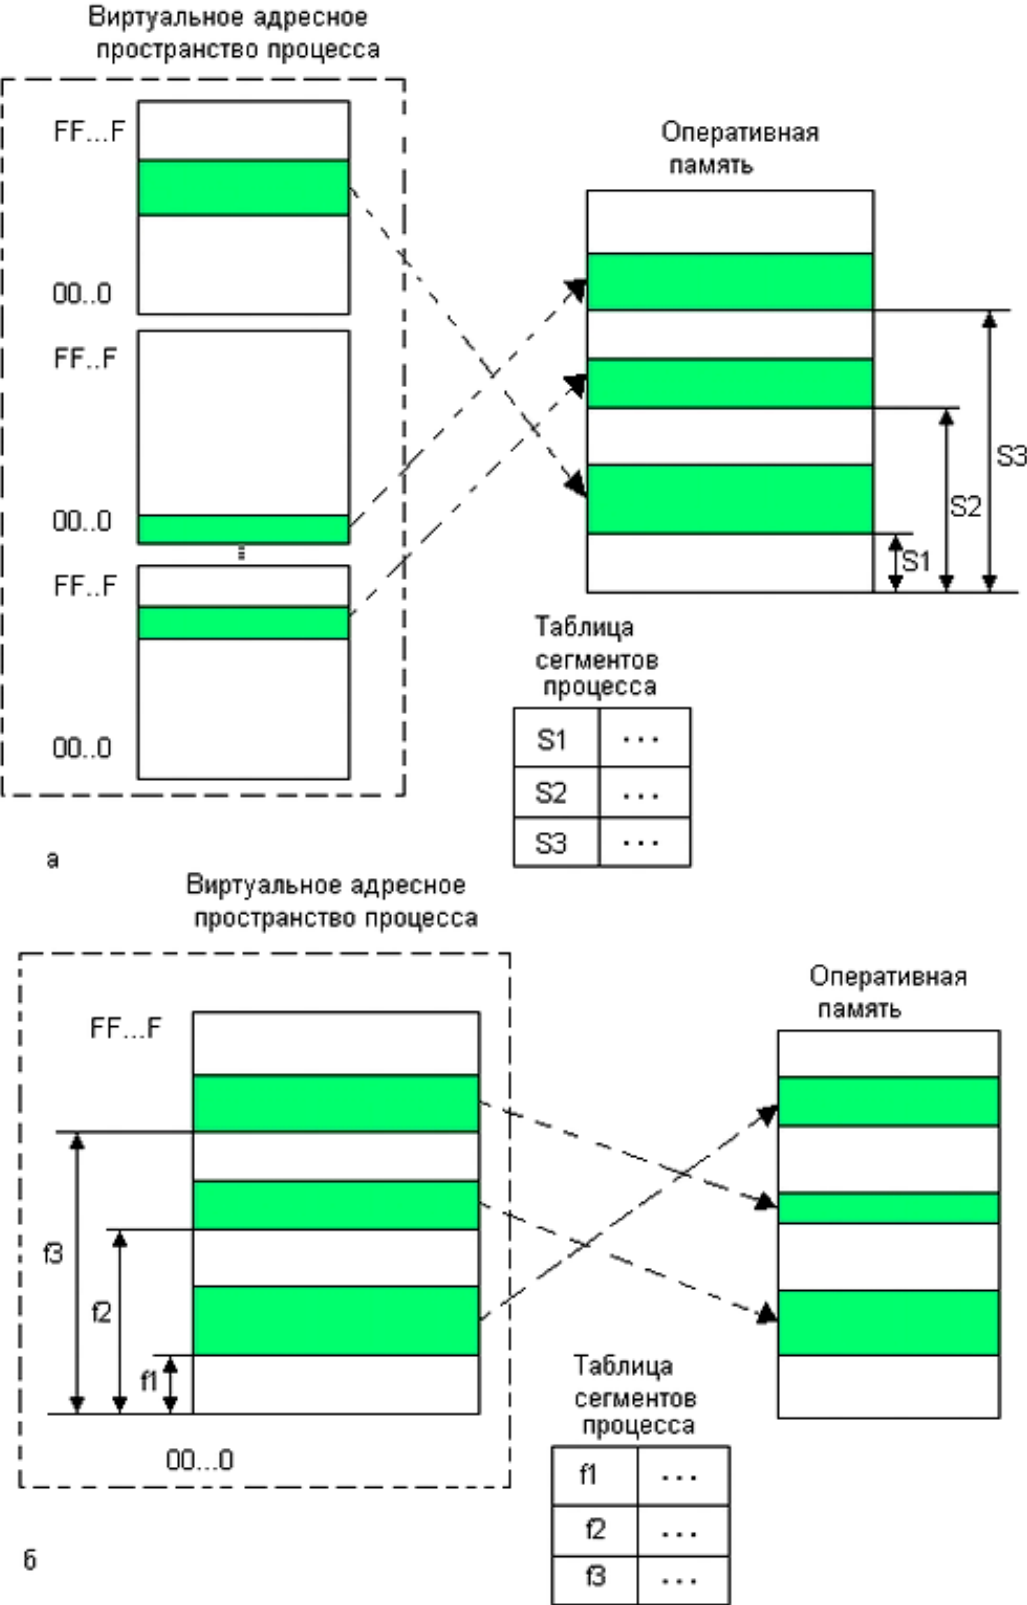 Виртуальное адресное
пространство процесса
FF...F
00..0
FF..F
00..0
FF..F
00..0
Оперативная
память
S3
S2
S1
Таблица
сегментов
процесса
S1 ...
S2 ...
S3 ...
а
Виртуальное адресное
пространство процесса
FF...F
f3
f2
f1
00...0
Оперативная
память
Таблица
сегментов
процесса
f1 ...
f2 ...
f3 ...
б